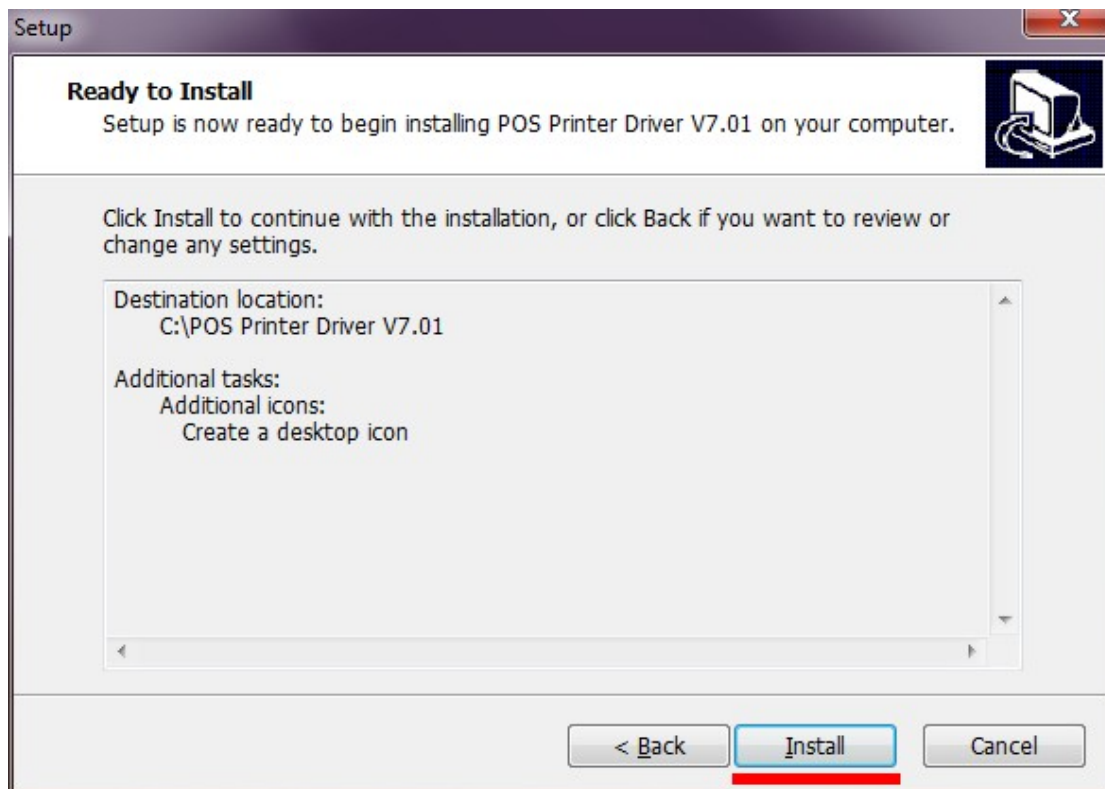 Setup
Ready to Install
Setup is now ready to begin installing POS Printer Driver V7.01 on your computer.
Click Install to continue with the installation, or click Back if you want to review or
change any settings.
Destination location:
C:\POS Printer Driver V7.01
Additional tasks:
Additional icons:
Create a desktop icon
< Back
Install
Cancel